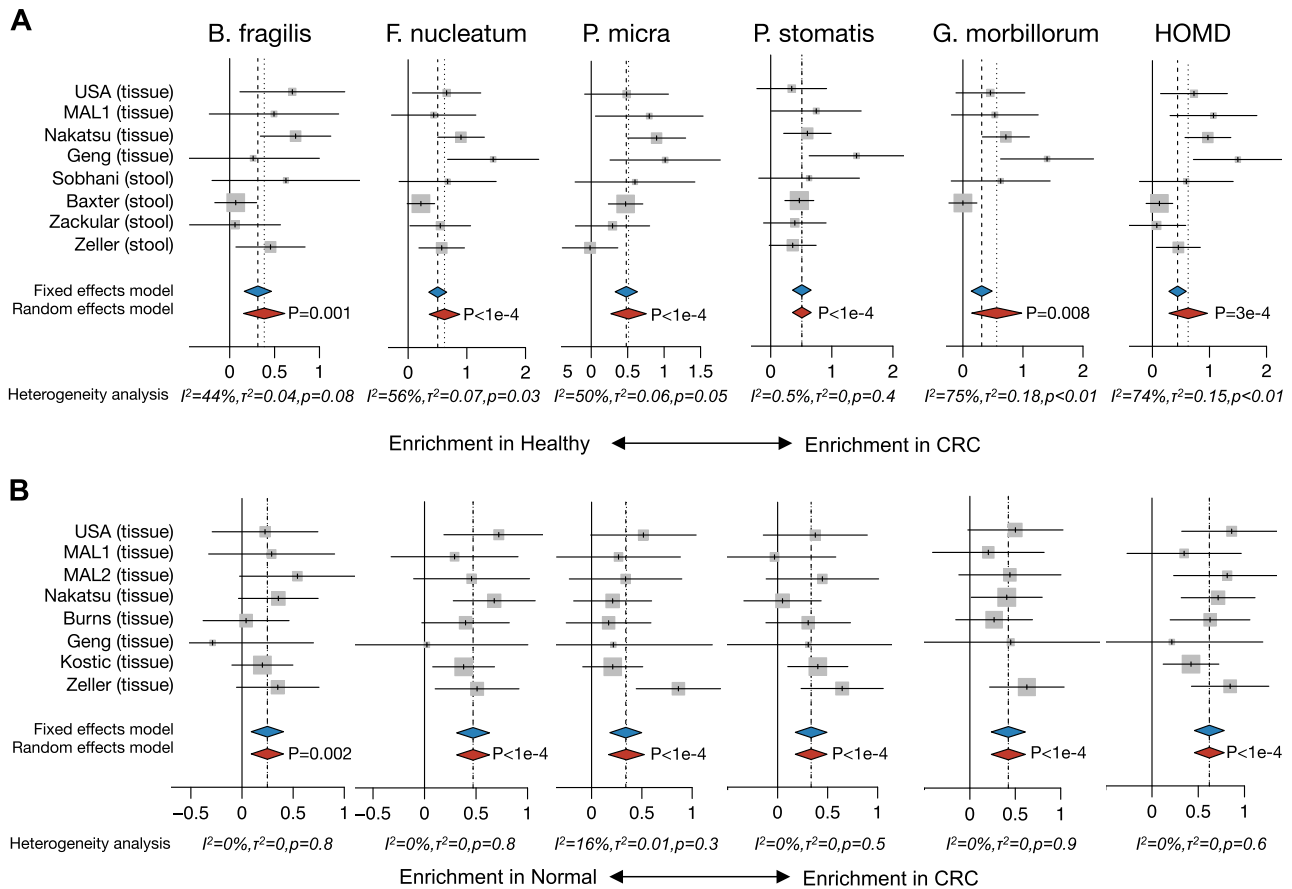 A
B. fragilis F. nucleatum P. micra P. stomatis G. morbillorum HOMD
USA (tissue)
MAL1 (tissue)
Nakatsu (tissue)
Geng (tissue)
Sobhani (stool)
Baxter (stool)
Zackular (stool)
Zeller (stool)
Fixed effects model
Random effects model P=0.001 P<1e-4 P<1e-4 P<1e-4 P=0.008 P=3e-4
0 0.5 1 0 1 2 5 0 0.5 1 1.5 0 1 2 0 1 2 0 1 2
Heterogeneity analysis I²=44%,τ²=0.04,p=0.08 I²=56%,τ²=0.07,p=0.03 I²=50%,τ²=0.06,p=0.05 I²=0.5%,τ²=0,p=0.4 I²=75%,τ²=0.18,p<0.01 I²=74%,τ²=0.15,p<0.01
Enrichment in Healthy Enrichment in CRC
B
USA (tissue)
MAL1 (tissue)
MAL2 (tissue)
Nakatsu (tissue)
Burns (tissue)
Geng (tissue)
Kostic (tissue)
Zeller (tissue)
Fixed effects model
Random effects model P=0.002 P<1e-4 P<1e-4 P<1e-4 P<1e-4 P<1e-4
−0.5 0 0.5 1 −0.5 0 0.5 1 0 0.5 1 0 0.5 1 0 0.5 1 0 0.5 1
Heterogeneity analysis I²=0%,τ²=0,p=0.8 I²=0%,τ²=0,p=0.8 I²=16%,τ²=0.01,p=0.3 I²=0%,τ²=0,p=0.5 I²=0%,τ²=0,p=0.9 I²=0%,τ²=0,p=0.6
Enrichment in Normal Enrichment in CRC